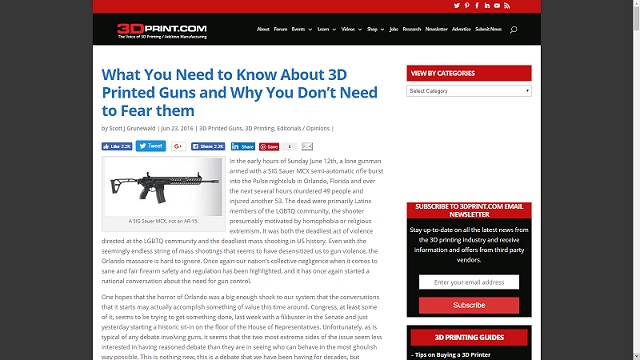 3DPRINT.COM
The Voice of 3D Printing / Additive Manufacturing
About Forum Events Learn Videos Shop Jobs Research Newsletter Advertise Submit News
What You Need to Know About 3D
Printed Guns and Why You Don't Need
to Fear them
by Scott J Grunewald | Jun 23, 2016 | 3D Printed Guns, 3D Printing, Editorials / Opinions |
Like 2.2K Tweet G+ Share 2.2K Share Save 6
In the early hours of Sunday June 12th, a lone gunman
armed with a SIG Sauer MCX semi-automatic rifle burst
into the Pulse nightclub in Orlando, Florida and over
the next several hours murdered 49 people and
injured another 53. The dead were primarily Latinx
members of the LGBTQ community, the shooter
presumably motivated by homophobia or religious
A SIG Sauer MCX, not an AR-15.
extremism. It was both the deadliest act of violence
directed at the LGBTQ community and the deadliest mass shooting in US history. Even with the
seemingly endless string of mass shootings that seems to have desensitized us to gun violence, the
Orlando massacre is hard to ignore. Once again our nation's collective negligence when it comes to
sane and fair firearm safety and regulation has been highlighted, and it has once again started a
national conversation about the need for gun control.
One hopes that the horror of Orlando was a big enough shock to our system that the conversations
that it starts may actually accomplish something of value this time around. Congress, at least some of
it, seems to be trying to get something done, last week with a filibuster in the Senate and just
yesterday starting a historic sit-in on the floor of the House of Representatives. Unfortunately, as is
typical of any debate involving guns, it seems that the two most extreme sides of the issue seem less
interested in having reasoned debate than they are in seeing who can behave in the most ghoulish
way possible. This is nothing new, this is a debate that we have been having for decades, but
VIEW BY CATEGORIES
Select Category
SUBSCRIBE TO 3DPRINT.COM EMAIL
NEWSLETTER
Stay up-to-date on all the latest news from
the 3D printing industry and receive
information and offers from third party
vendors.
Enter your email address
Subscribe
3D PRINTING GUIDES
– Tips on Buying a 3D Printer